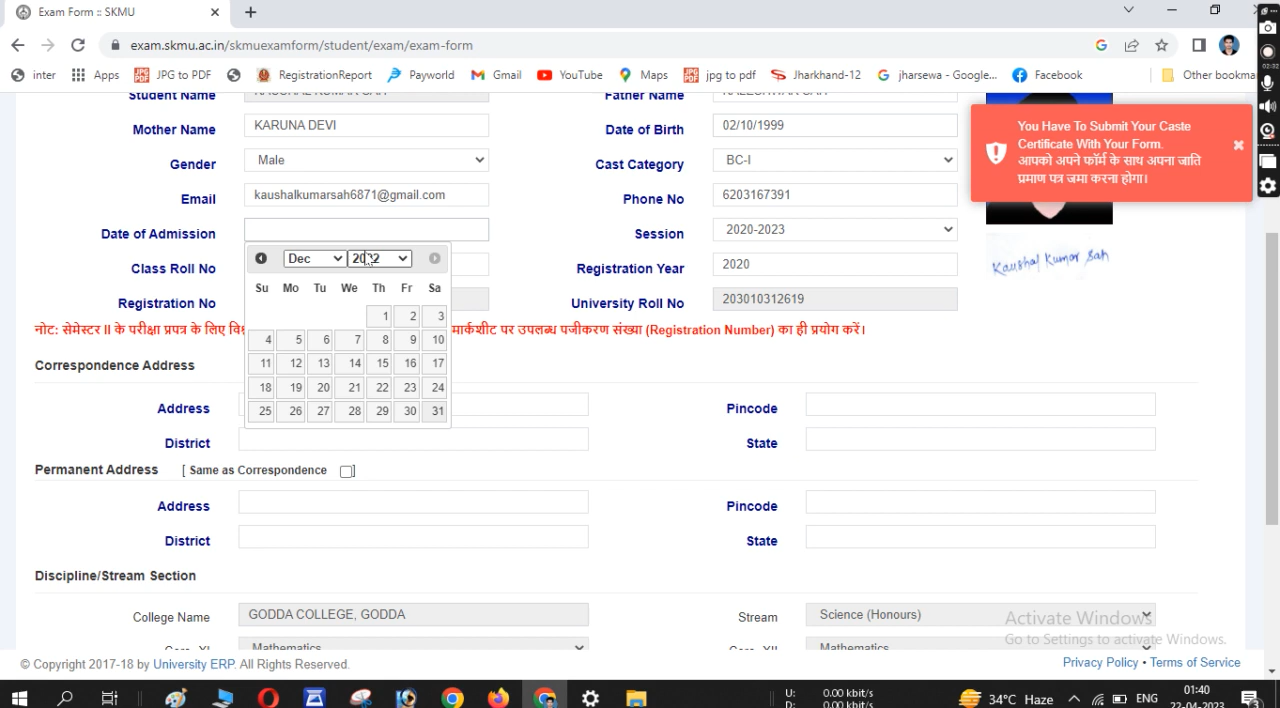 Exam Form :: SKMU
exam.skmu.ac.in/skmuexamform/student/exam/exam-form
inter Apps JPG to PDF RegistrationReport Payworld Gmail YouTube Maps jpg to pdf Jharkhand-12 jharsewa - Google... Facebook Other bookma
Student Name Father Name
Mother Name KARUNA DEVI Date of Birth 02/10/1999
Gender Male Cast Category BC-I
Email kaushalkumarsah6871@gmail.com Phone No 6203167391
Date of Admission Session 2020-2023
Class Roll No Registration Year 2020
Registration No University Roll No 203010312619
You Have To Submit Your Caste
Certificate With Your Form.
आपको अपने फॉर्म के साथ अपना जाति
प्रमाण पत्र जमा करना होगा।
Kaushal Kumar Sah
Dec 2022
Su Mo Tu We Th Fr Sa
1 2 3
4 5 6 7 8 9 10
11 12 13 14 15 16 17
18 19 20 21 22 23 24
25 26 27 28 29 30 31
नोट: सेमेस्टर II के परीक्षा प्रपत्र के लिए मार्कशीट पर उपलब्ध पजीकरण संख्या (Registration Number) का ही प्रयोग करें।
Correspondence Address
Address Pincode
District State
Permanent Address [ Same as Correspondence ]
Address Pincode
District State
Discipline/Stream Section
College Name GODDA COLLEGE, GODDA Stream Science (Honours)
Mathematics Mathematics
Activate Windows
Go to Settings to activate Windows.
© Copyright 2017-18 by University ERP. All Rights Reserved. Privacy Policy • Terms of Service
U: 0.00 kbit/s
D: 0.00 kbit/s
34°C Haze ENG 01:40
22-04-2023
02:22